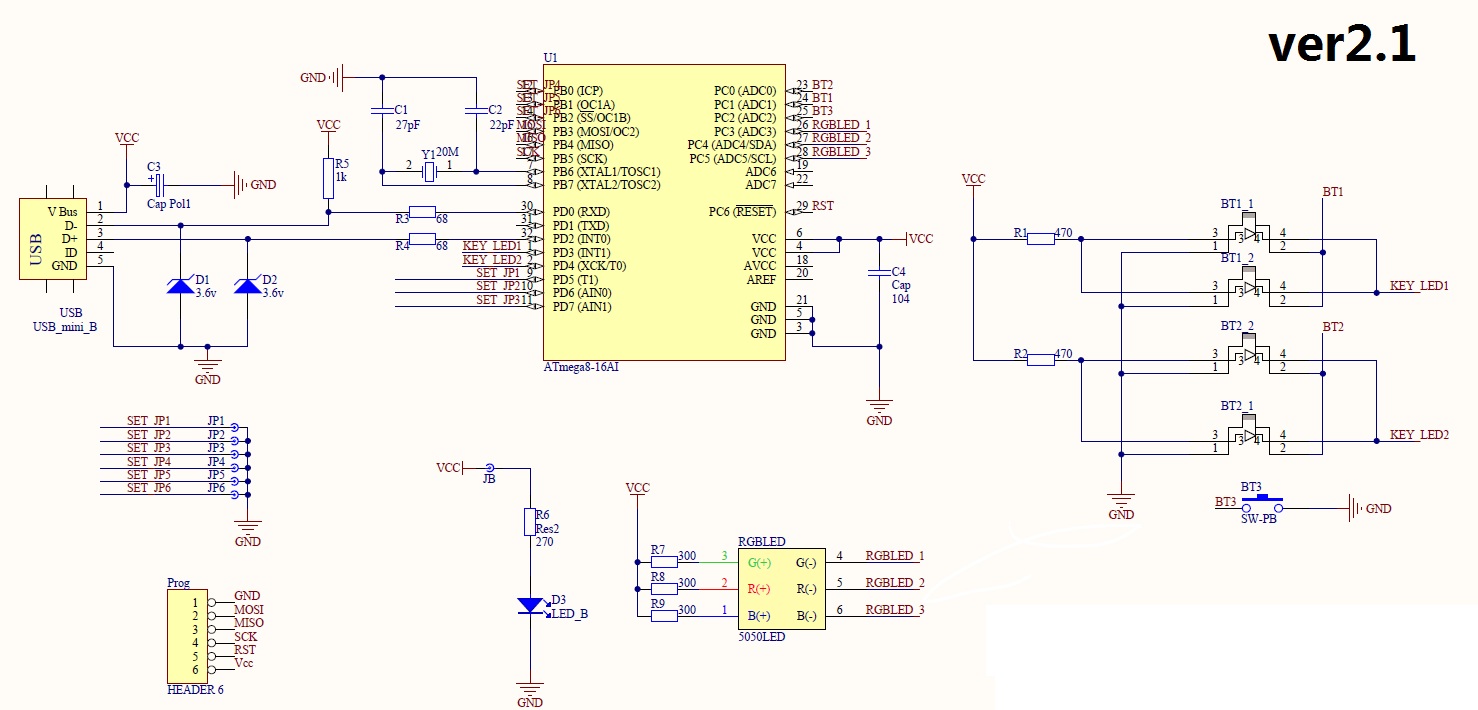 ver2.1
U1
GND
C1
27pF
C2
22pF
Y1 20M
2 1
VCC
R5
1k
VCC
C3
+
Cap Pol1
GND
USB
V Bus 1
D- 2
D+ 3
ID 4
GND 5
USB
USB_mini_B
D1
3.6v
D2
3.6v
GND
R3 68
R4 68
KEY_LED1
KEY_LED2
SET_JP1
SET_JP2
SET_JP3
SET_JP4
SET_JP5
SET_JP6
MOSI
MISO
SCK
PB0 (ICP)
PB1 (OC1A)
PB2 (SS/OC1B)
PB3 (MOSI/OC2)
PB4 (MISO)
PB5 (SCK)
7 PB6 (XTAL1/TOSC1)
8 PB7 (XTAL2/TOSC2)
30 PD0 (RXD)
31 PD1 (TXD)
32 PD2 (INT0)
1 PD3 (INT1)
2 PD4 (XCK/T0)
9 PD5 (T1)
10 PD6 (AIN0)
11 PD7 (AIN1)
PC0 (ADC0) 23 BT2
PC1 (ADC1) 24 BT1
PC2 (ADC2) 25 BT3
PC3 (ADC3) 26 RGBLED_1
PC4 (ADC4/SDA) 27 RGBLED_2
PC5 (ADC5/SCL) 28 RGBLED_3
ADC6 19
ADC7 22
PC6 (RESET) 29 RST
VCC 6
VCC 4
AVCC 18
AREF 20
GND 21
GND 5
GND 3
ATmega8-16AI
VCC
C4
Cap
104
GND
VCC
R1 470
R2 470
BT1
BT1_1
3 3 4 4
1 2
BT1_2
3 3 4 4
1 2
KEY_LED1
BT2
BT2_2
3 3 4 4
1 2
BT2_1
3 3 4 4
1 2
KEY_LED2
GND
BT3
BT3
SW-PB
GND
SET_JP1 JP1
SET_JP2 JP2
SET_JP3 JP3
SET_JP4 JP4
SET_JP5 JP5
SET_JP6 JP6
GND
VCC
JB
R6
Res2
270
D3
LED_B
GND
VCC
RGBLED
R7 300 3 G(+) G(-) 4 RGBLED_1
R8 300 2 R(+) R(-) 5 RGBLED_2
R9 300 1 B(+) B(-) 6 RGBLED_3
5050LED
Prog
1 GND
2 MOSI
3 MISO
4 SCK
5 RST
6 Vcc
HEADER 6